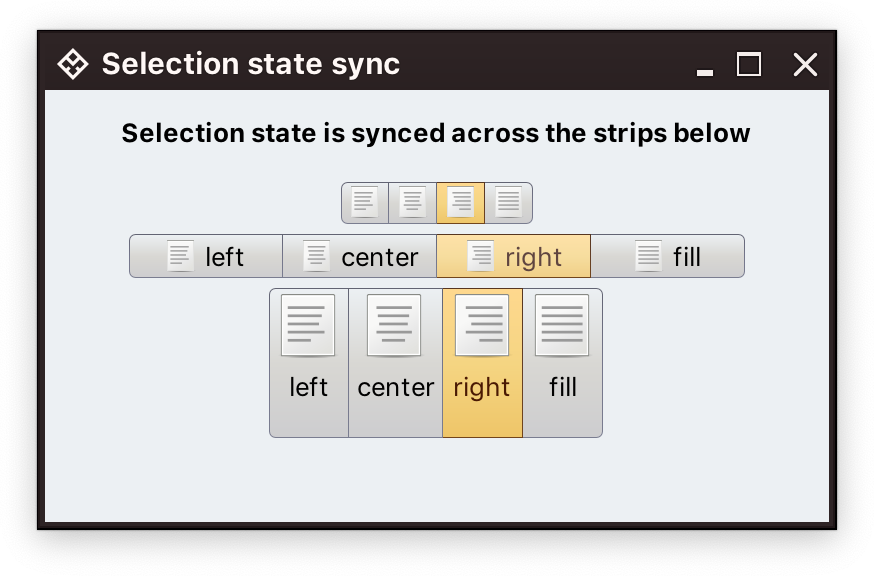 Selection state sync
Selection state is synced across the strips below
left center right fill
left center right fill